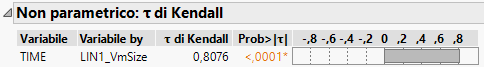 Non parametrico: τ di Kendall
Variabile Variabile by τ di Kendall Prob>|τ| -,8 -,6 -,4 -,2 0 ,2 ,4 ,6 ,8
TIME LIN1_VmSize 0,8076 <,0001*